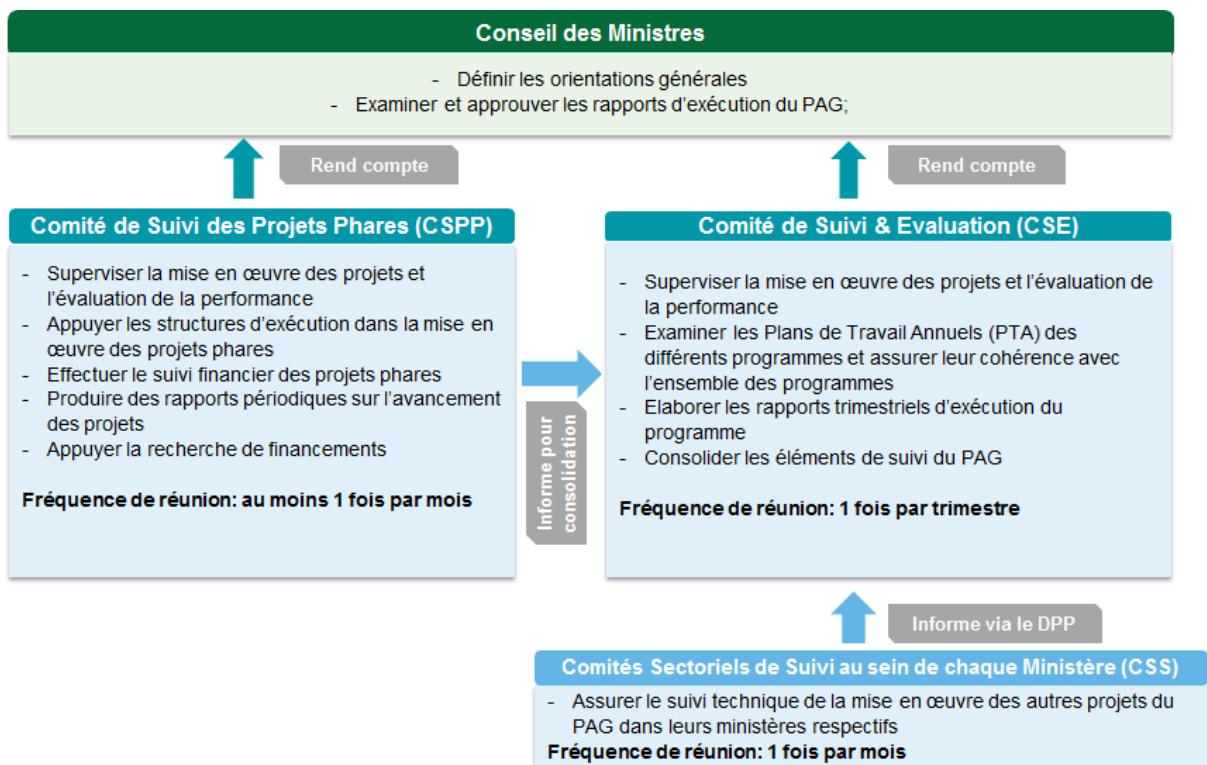 Conseil des Ministres
- Définir les orientations générales
- Examiner et approuver les rapports d'exécution du PAG;
Rend compte
Rend compte
Comité de Suivi des Projets Phares (CSPP)
- Superviser la mise en œuvre des projets et
l'évaluation de la performance
- Appuyer les structures d'exécution dans la mise en
œuvre des projets phares
- Effectuer le suivi financier des projets phares
- Produire des rapports périodiques sur l'avancement
des projets
- Appuyer la recherche de financements
Fréquence de réunion: au moins 1 fois par mois
Informe pour
consolidation
Comité de Suivi & Evaluation (CSE)
- Superviser la mise en œuvre des projets et l'évaluation de
la performance
- Examiner les Plans de Travail Annuels (PTA) des
différents programmes et assurer leur cohérence avec
l'ensemble des programmes
- Elaborer les rapports trimestriels d'exécution du
programme
- Consolider les éléments de suivi du PAG
Fréquence de réunion: 1 fois par trimestre
Informe via le DPP
Comités Sectoriels de Suivi au sein de chaque Ministère (CSS)
- Assurer le suivi technique de la mise en œuvre des autres projets du
PAG dans leurs ministères respectifs
Fréquence de réunion: 1 fois par mois